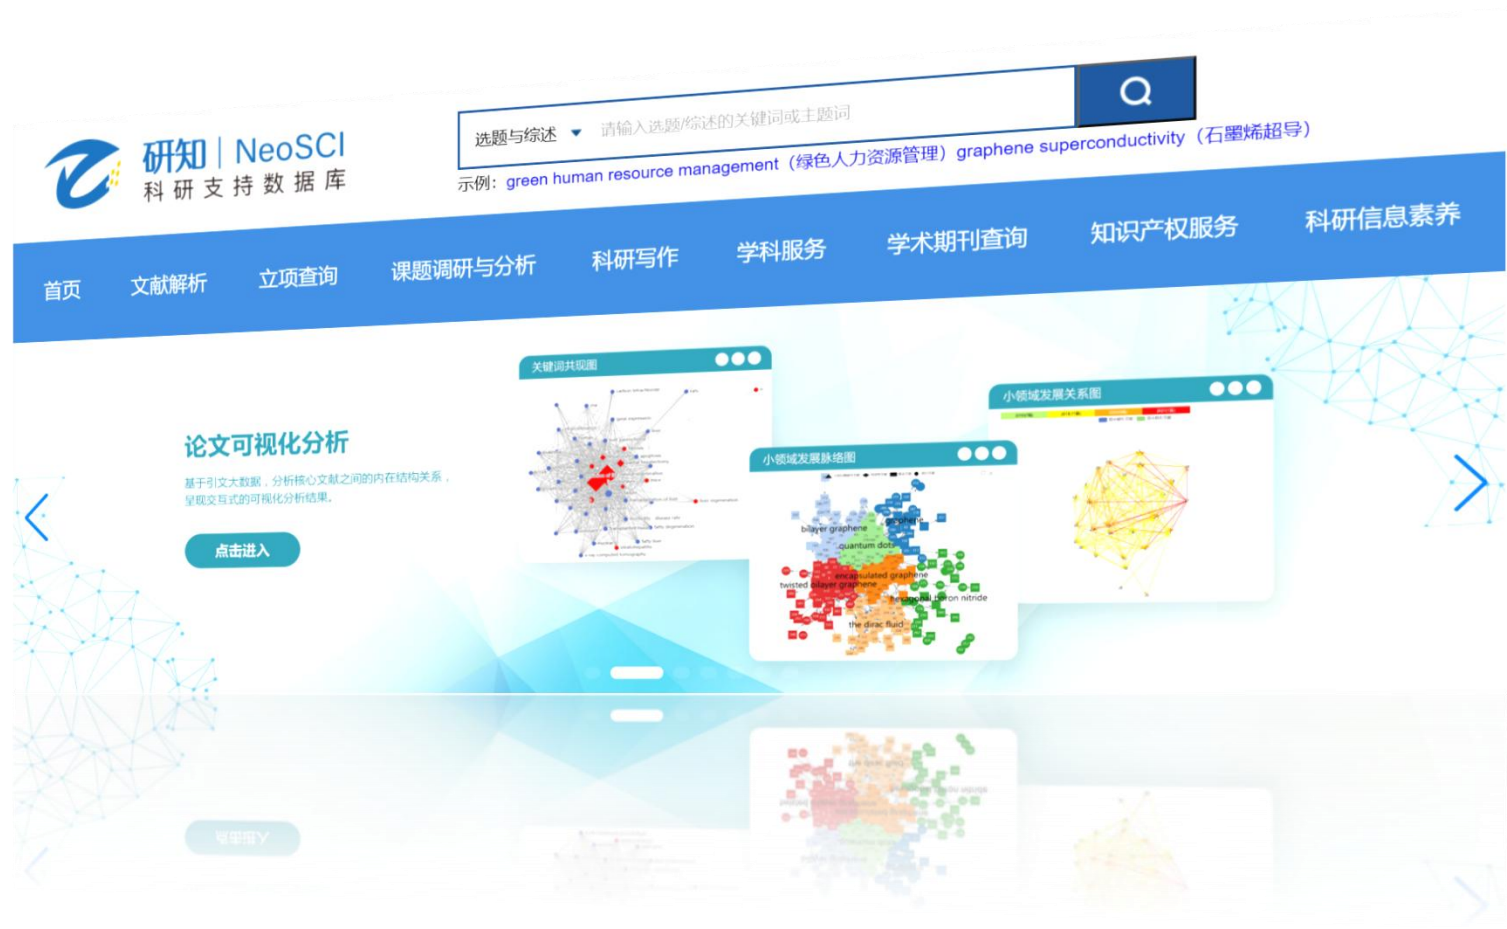 研知 | NeoSCI
科研支持数据库
选题与综述
请输入选题/综述的关键词或主题词
示例：green human resource management（绿色人力资源管理）graphene superconductivity（石墨烯超导）
首页 文献解析 立项查询 课题调研与分析 科研写作 学科服务 学术期刊查询 知识产权服务 科研信息素养
论文可视化分析
基于引文大数据，分析核心文献之间的内在结构关系，
呈现交互式的可视化分析结果。
点击进入
关键词共现图
小领域发展脉络图
bilayer graphene
graphene
quantum dots
encapsulated graphene
twisted bilayer graphene
hexagonal boron nitride
the dirac fluid
小领域发展关系图